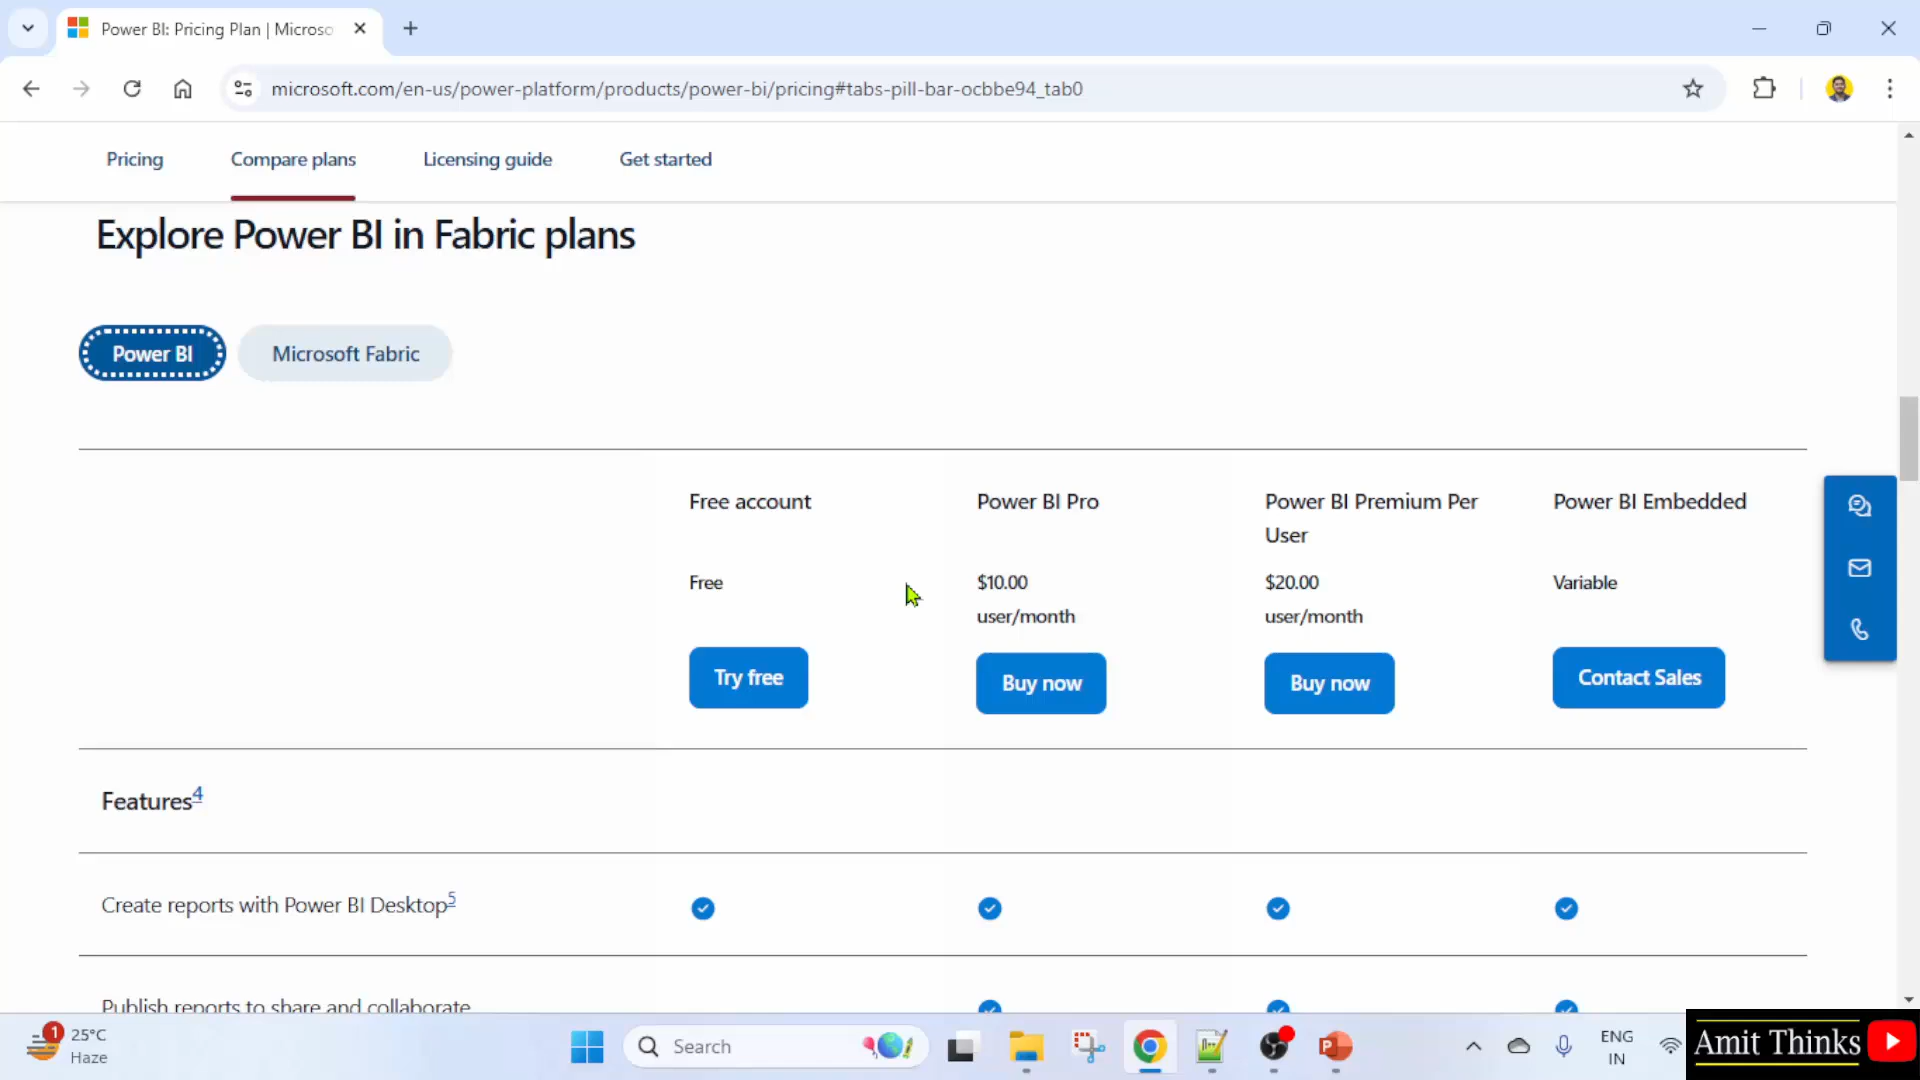 Power BI: Pricing Plan | Microso
microsoft.com/en-us/power-platform/products/power-bi/pricing#tabs-pill-bar-ocbbe94_tab0
Pricing Compare plans Licensing guide Get started
Explore Power BI in Fabric plans
Power BI Microsoft Fabric
Free account Power BI Pro Power BI Premium Per User Power BI Embedded
Free $10.00 user/month $20.00 user/month Variable
Try free Buy now Buy now Contact Sales
Features4
Create reports with Power BI Desktop5
Publish reports to share and collaborate
1 25°C
Haze
Search
ENG
IN
Amit Thinks